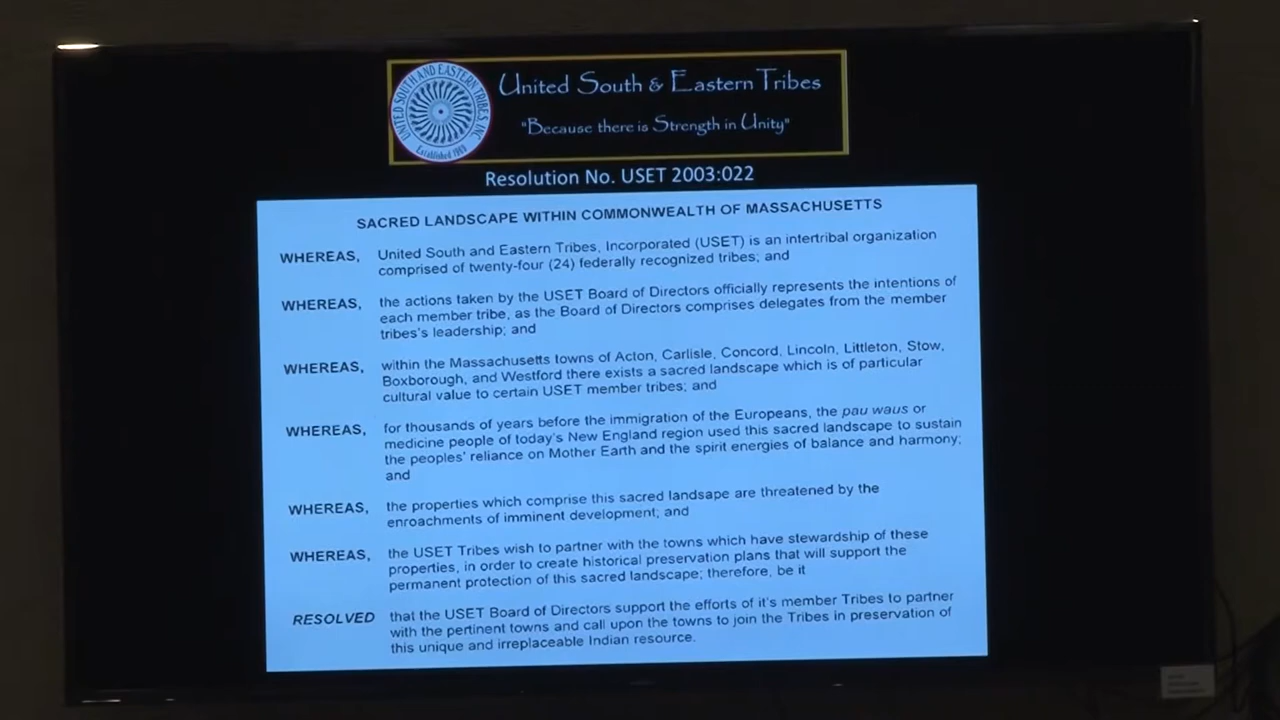 UNITED SOUTH AND EASTERN TRIBES, INC.
Established 1969
United South & Eastern Tribes
"Because there is Strength in Unity"
Resolution No. USET 2003:022
SACRED LANDSCAPE WITHIN COMMONWEALTH OF MASSACHUSETTS
WHEREAS, United South and Eastern Tribes, Incorporated (USET) is an intertribal organization
comprised of twenty-four (24) federally recognized tribes; and
WHEREAS, the actions taken by the USET Board of Directors officially represents the intentions of
each member tribe, as the Board of Directors comprises delegates from the member
tribes's leadership; and
WHEREAS, within the Massachusetts towns of Acton, Carlisle, Concord, Lincoln, Littleton, Stow,
Boxborough, and Westford there exists a sacred landscape which is of particular
cultural value to certain USET member tribes; and
WHEREAS, for thousands of years before the immigration of the Europeans, the pau waus or
medicine people of today's New England region used this sacred landscape to sustain
the peoples' reliance on Mother Earth and the spirit energies of balance and harmony;
and
WHEREAS, the properties which comprise this sacred landsape are threatened by the
enroachments of imminent development; and
WHEREAS, the USET Tribes wish to partner with the towns which have stewardship of these
properties, in order to create historical preservation plans that will support the
permanent protection of this sacred landscape; therefore, be it
RESOLVED that the USET Board of Directors support the efforts of it's member Tribes to partner
with the pertinent towns and call upon the towns to join the Tribes in preservation of
this unique and irreplaceable Indian resource.